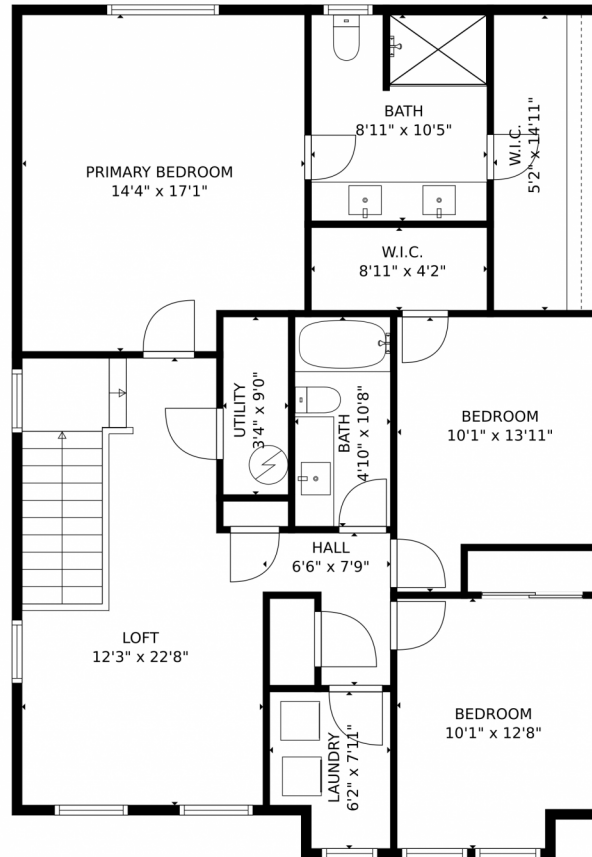 BATH
8'11" x 10'5"
W.I.C.
5'2" x 14'11"
PRIMARY BEDROOM
14'4" x 17'1"
W.I.C.
8'11" x 4'2"
UTILITY
3'4" x 9'0"
BATH
4'10" x 10'8"
BEDROOM
10'1" x 13'11"
HALL
6'6" x 7'9"
LOFT
12'3" x 22'8"
LAUNDRY
6'2" x 7'11"
BEDROOM
10'1" x 12'8"